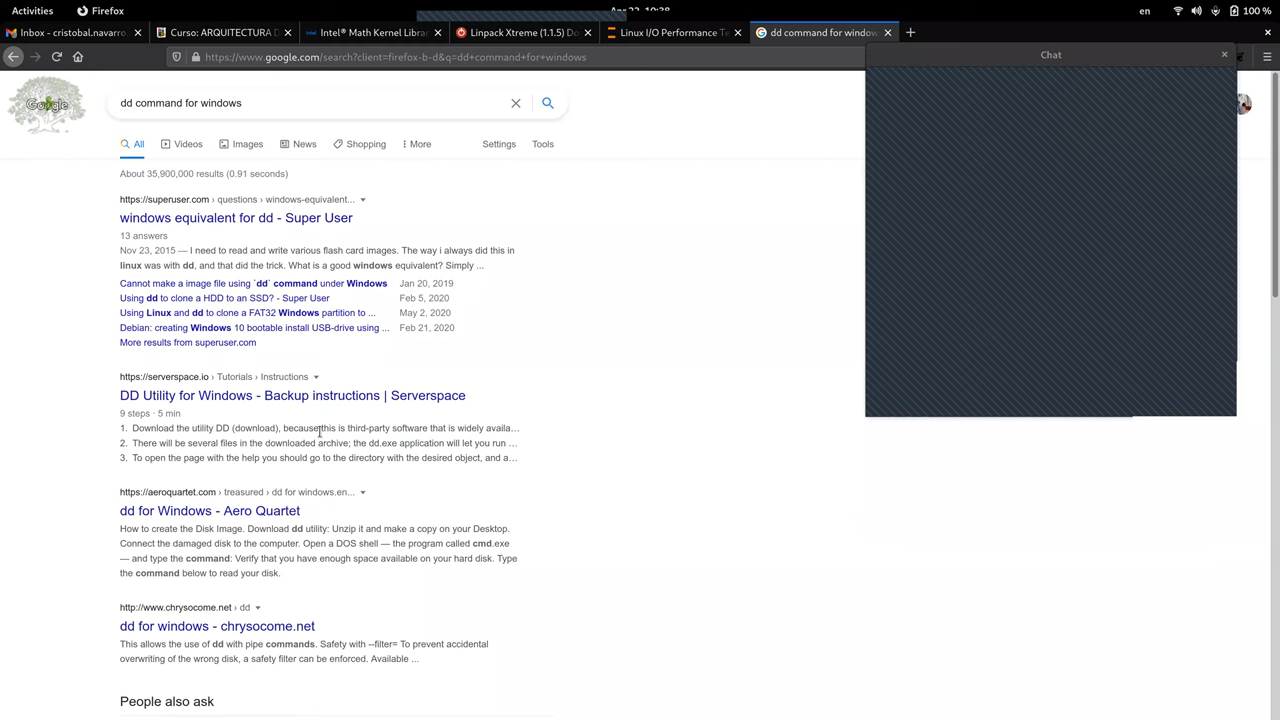 Activities Firefox en 100 %
Inbox - cristobal.navarro. Curso: ARQUITECTURA D Intel® Math Kernel Librar Linpack Xtreme (1.1.5) Do Linux I/O Performance Te dd command for window
https://www.google.com/search?client=firefox-b-d&q=dd+command+for+windows
Chat
Google
dd command for windows
All Videos Images News Shopping More Settings Tools
About 35,900,000 results (0.91 seconds)
https://superuser.com › questions › windows-equivalent...
windows equivalent for dd - Super User
13 answers
Nov 23, 2015 — I need to read and write various flash card images. The way i always did this in
linux was with dd, and that did the trick. What is a good windows equivalent? Simply ...
Cannot make a image file using `dd` command under Windows Jan 20, 2019
Using dd to clone a HDD to an SSD? - Super User Feb 5, 2020
Using Linux and dd to clone a FAT32 Windows partition to ... May 2, 2020
Debian: creating Windows 10 bootable install USB-drive using ... Feb 21, 2020
More results from superuser.com
https://serverspace.io › Tutorials › Instructions
DD Utility for Windows - Backup instructions | Serverspace
9 steps · 5 min
1. Download the utility DD (download), because this is third-party software that is widely availa...
2. There will be several files in the downloaded archive; the dd.exe application will let you run ...
3. To open the page with the help you should go to the directory with the desired object, and a...
https://aeroquartet.com › treasured › dd for windows.en...
dd for Windows - Aero Quartet
How to create the Disk Image. Download dd utility: Unzip it and make a copy on your Desktop.
Connect the damaged disk to the computer. Open a DOS shell — the program called cmd.exe
— and type the command: Verify that you have enough space available on your hard disk. Type
the command below to read your disk.
http://www.chrysocome.net › dd
dd for windows - chrysocome.net
This allows the use of dd with pipe commands. Safety with --filter= To prevent accidental
overwriting of the wrong disk, a safety filter can be enforced. Available ...
People also ask